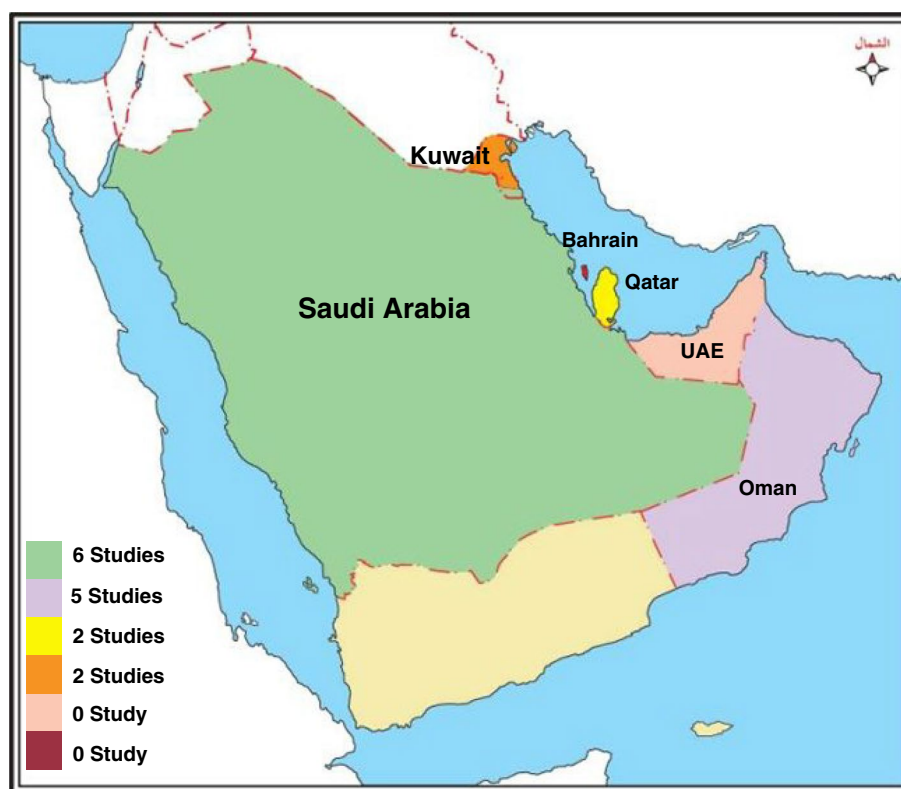 الشمال
Kuwait
Bahrain
Qatar
Saudi Arabia
UAE
Oman
6 Studies
5 Studies
2 Studies
2 Studies
0 Study
0 Study